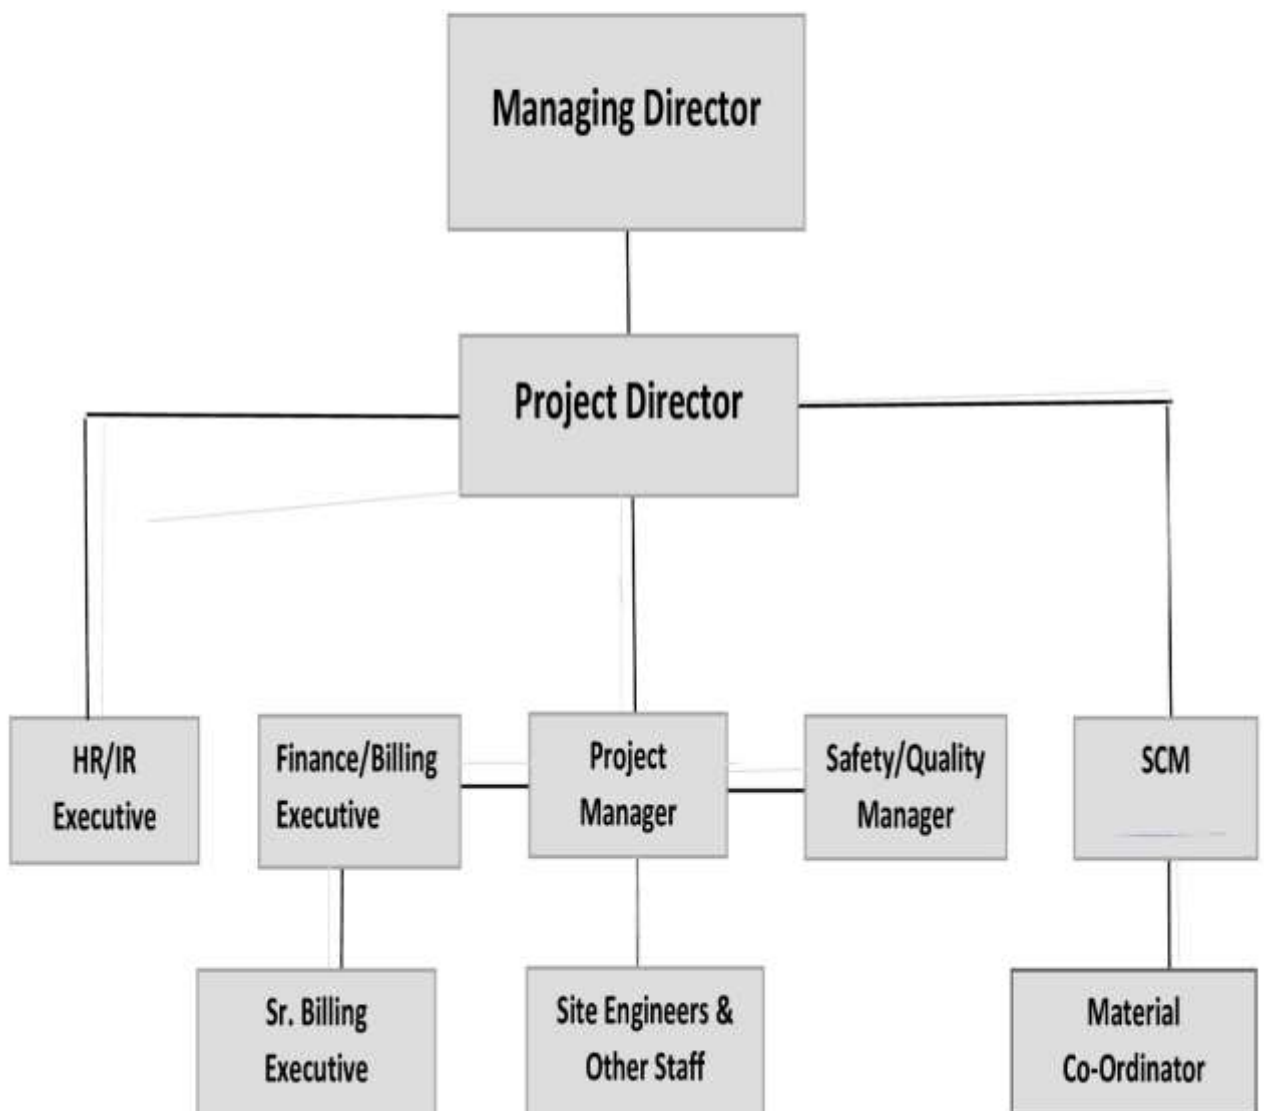 Managing Director
Project Director
HR/IR
Executive
Finance/Billing
Executive
Project
Manager
Safety/Quality
Manager
SCM
Sr. Billing
Executive
Site Engineers &
Other Staff
Material
Co-Ordinator